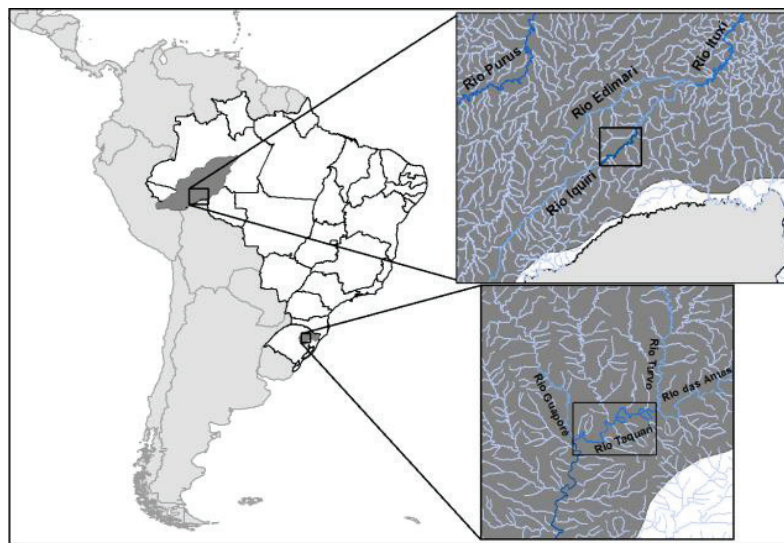 Rio Purus
Rio Edimari
Rio Ituxi
Rio Iquiri
Rio Guaporé
Rio Turvo
Rio das Antas
Rio Taquari